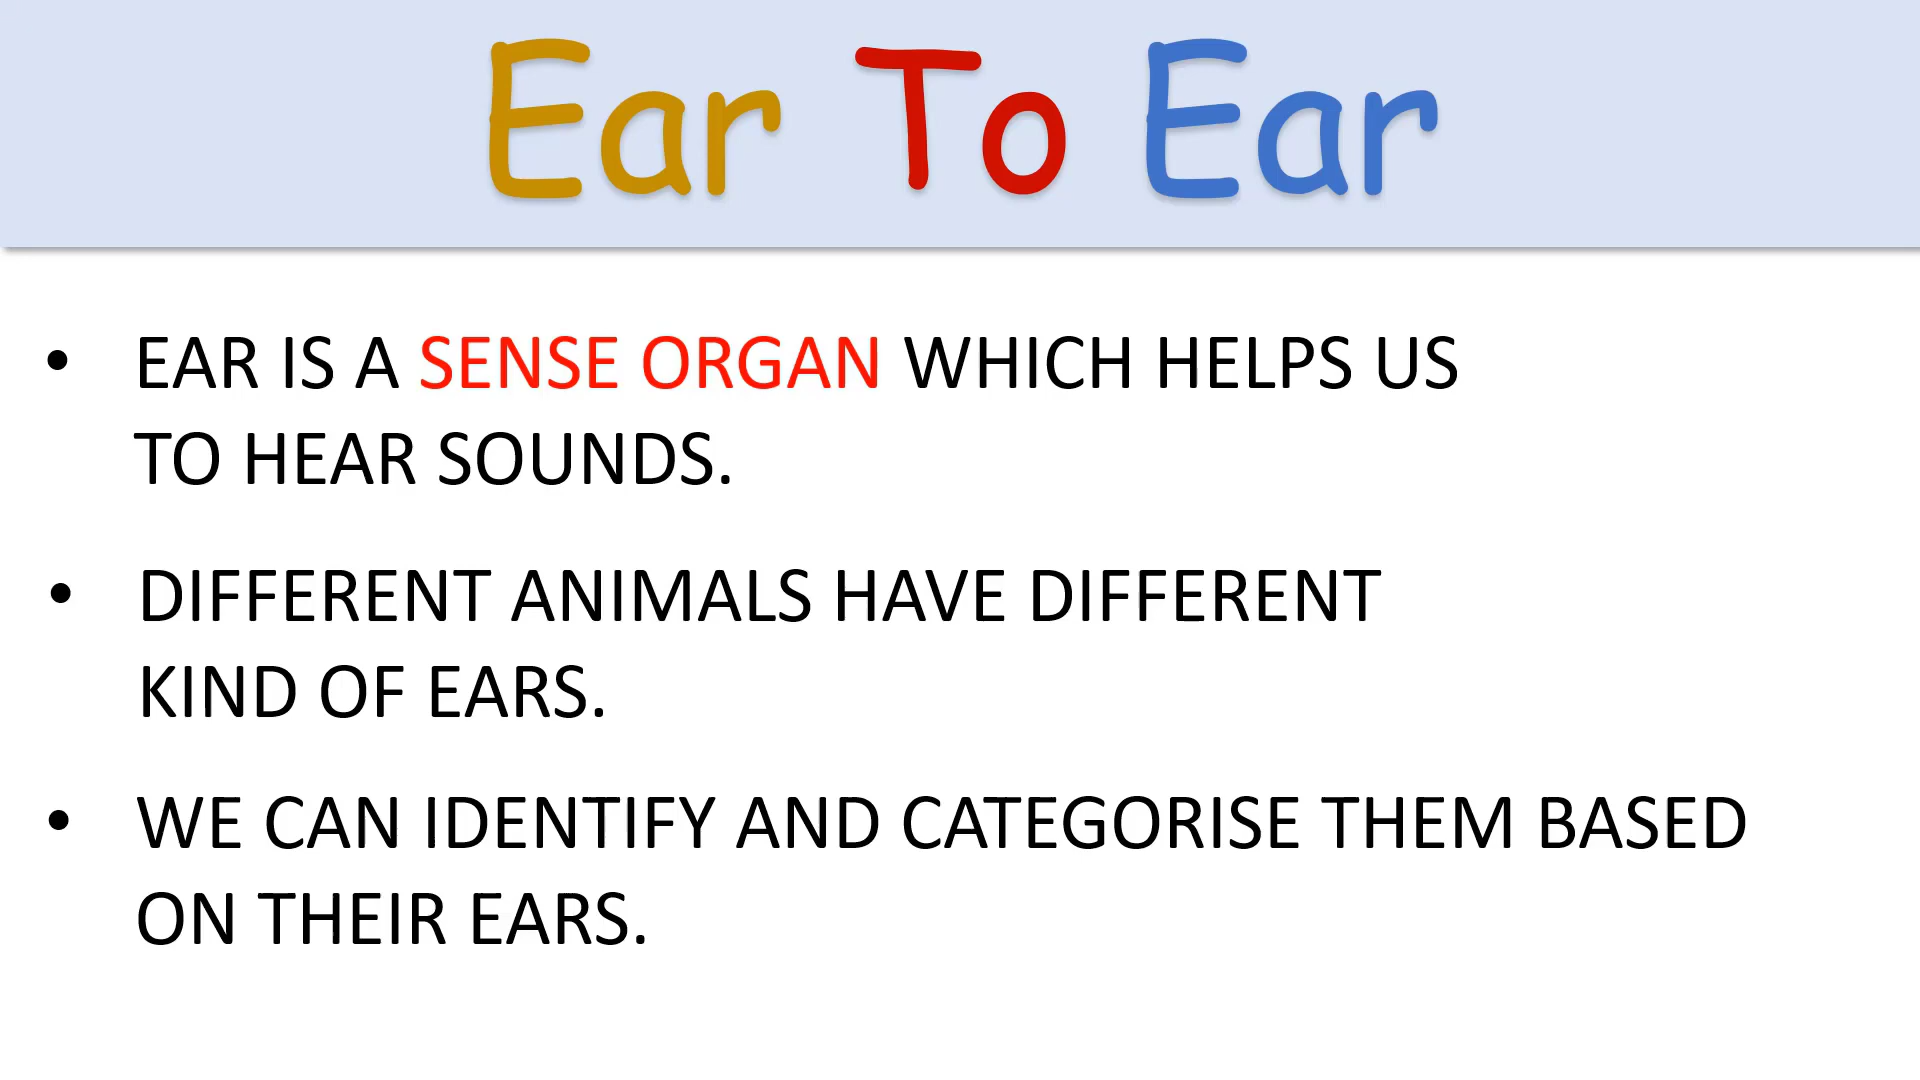 Ear To Ear
• EAR IS A SENSE ORGAN WHICH HELPS US
TO HEAR SOUNDS.
• DIFFERENT ANIMALS HAVE DIFFERENT
KIND OF EARS.
• WE CAN IDENTIFY AND CATEGORISE THEM BASED
ON THEIR EARS.